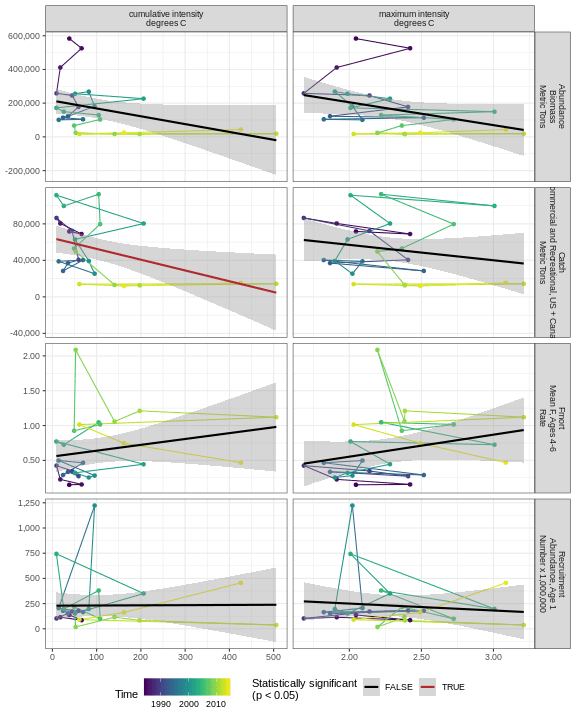 cumulative intensity
degrees C
maximum intensity
degrees C
600,000
400,000
200,000
0
-200,000
Abundance
Biomass
Metric Tons
80,000
40,000
0
-40,000
Catch
mmercial and Recreational, US + Cana
Metric Tons
2.00
1.50
1.00
0.50
Fmort
Mean F, Ages 4-6
Rate
1,250
1,000
750
500
250
0
Recruitment
Abundance, Age 1
Number x 1,000,000
0 100 200 300 400 500
2.00 2.50 3.00
Time
1990 2000 2010
Statistically significant
(p < 0.05)
FALSE
TRUE